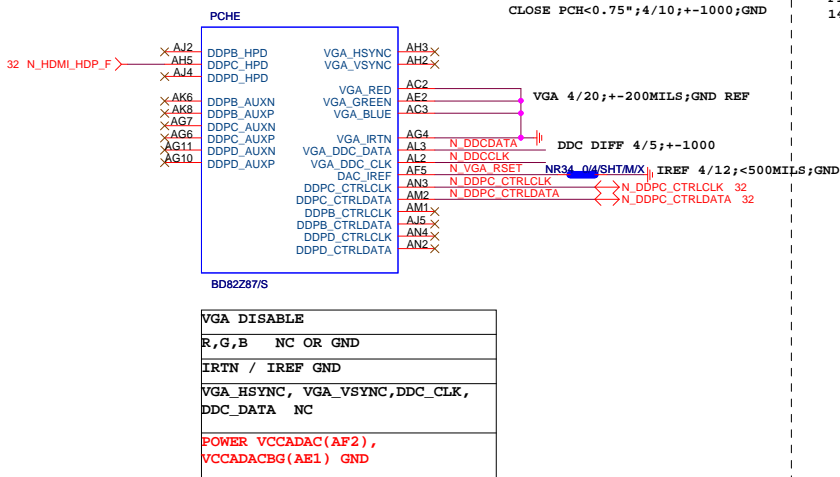 PCHE
CLOSE PCH<0.75";4/10;+-1000;GND
14
AJ2 DDPB_HPD VGA_HSYNC AH3
32 N_HDMI_HDP_F AH5 DDPC_HPD VGA_VSYNC AH2
AJ4 DDPD_HPD
VGA_RED AC2
AK6 DDPB_AUXN VGA_GREEN AE2 VGA 4/20;+-200MILS;GND REF
AK8 DDPB_AUXP VGA_BLUE AC3
AG7 DDPC_AUXN
AG6 DDPC_AUXP VGA_IRTN AG4
AG11 DDPD_AUXN VGA_DDC_DATA AL3 N_DDCDATA DDC DIFF 4/5;+-1000
AG10 DDPD_AUXP VGA_DDC_CLK AL2 N_DDCCLK
DAC_IREF AF5 N_VGA_RSET NR34 0/4/SHT/M/X IREF 4/12;<500MILS;GND
DDPC_CTRLCLK AN3 N_DDPC_CTRLCLK N_DDPC_CTRLCLK 32
DDPC_CTRLDATA AM2 N_DDPC_CTRLDATA N_DDPC_CTRLDATA 32
DDPB_CTRLCLK AM1
DDPB_CTRLDATA AJ5
DDPD_CTRLCLK AN4
DDPD_CTRLDATA AN2
BD82Z87/S
VGA DISABLE
R,G,B NC OR GND
IRTN / IREF GND
VGA_HSYNC, VGA_VSYNC,DDC_CLK,
DDC_DATA NC
POWER VCCADAC(AF2),
VCCADACBG(AE1) GND